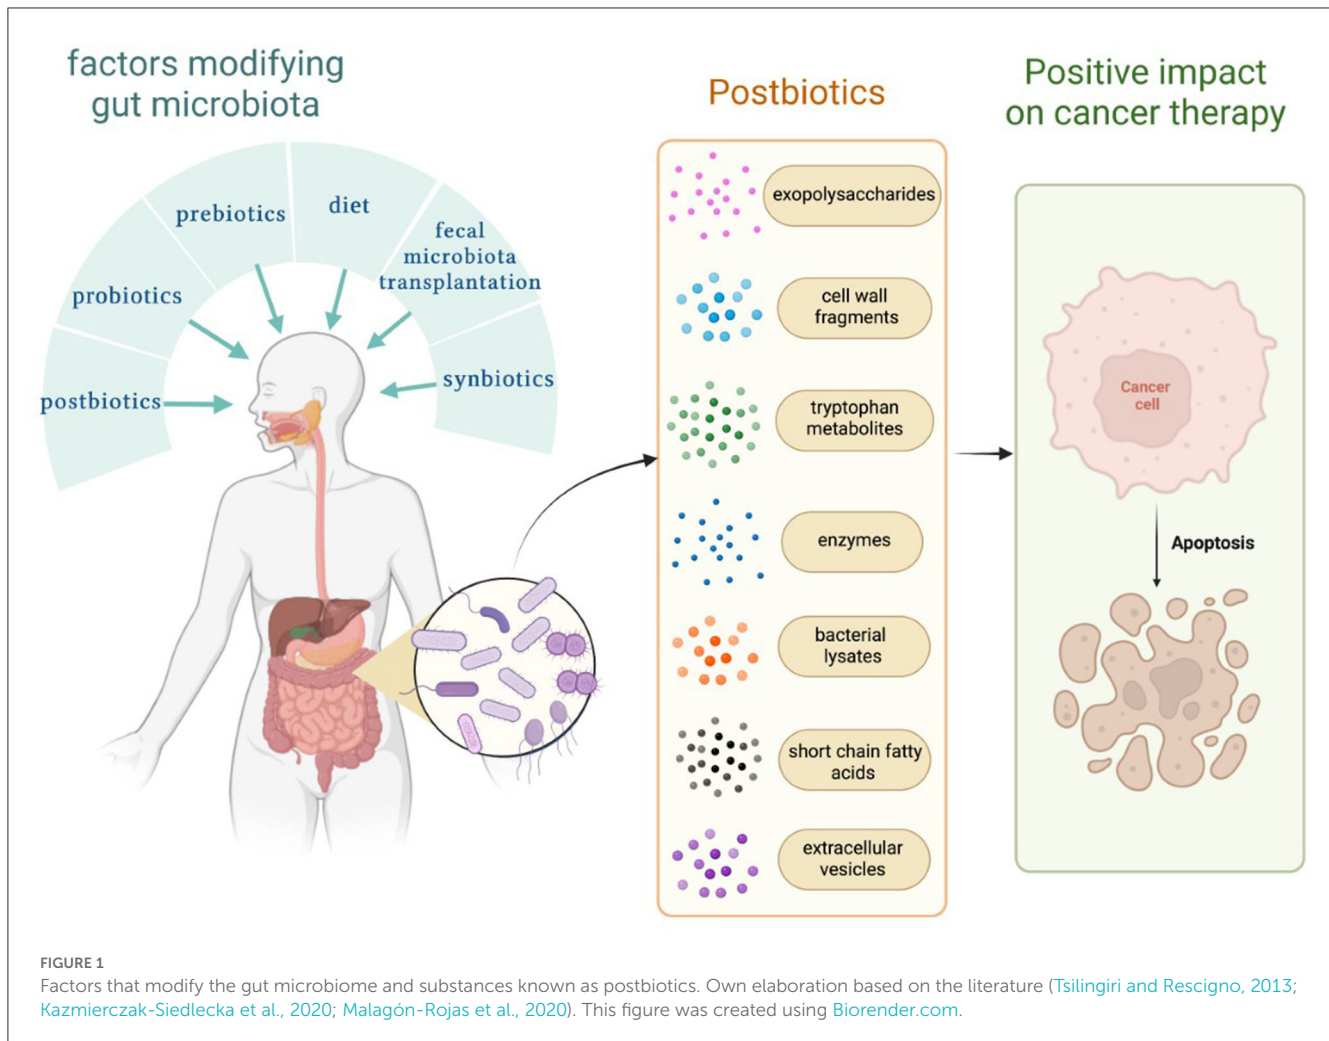 factors modifying
gut microbiota
postbiotics
probiotics
prebiotics
diet
fecal
microbiota
transplantation
synbiotics
Postbiotics
exopolysaccharides
cell wall
fragments
tryptophan
metabolites
enzymes
bacterial
lysates
short chain fatty
acids
extracellular
vesicles
Positive impact
on cancer therapy
Cancer
cell
Apoptosis
FIGURE 1
Factors that modify the gut microbiome and substances known as postbiotics. Own elaboration based on the literature (Tsilingiri and Rescigno, 2013;
Kazmierczak-Siedlecka et al., 2020; Malagón-Rojas et al., 2020). This figure was created using Biorender.com.